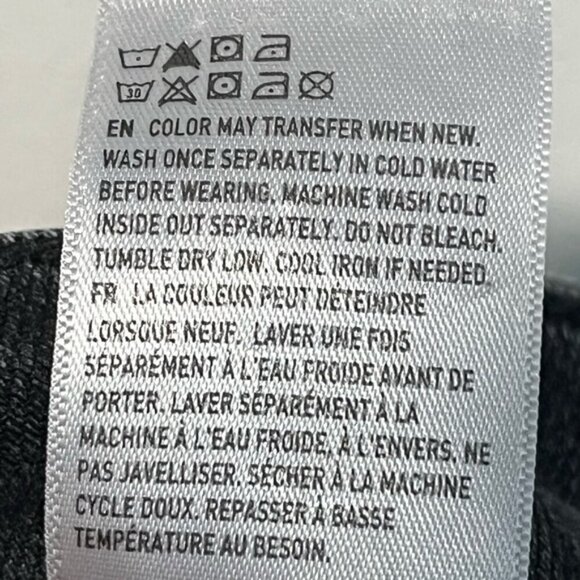 30
EN COLOR MAY TRANSFER WHEN NEW.
WASH ONCE SEPARATELY IN COLD WATER
BEFORE WEARING. MACHINE WASH COLD
INSIDE OUT SEPARATELY. DO NOT BLEACH.
TUMBLE DRY LOW. COOL IRON IF NEEDED.
FR LA COULEUR PEUT DÉTEINDRE
LORSQUE NEUF. LAVER UNE FOIS
SÉPARÉMENT À L'EAU FROIDE AVANT DE
PORTER. LAVER SÉPARÉMENT À LA
MACHINE À L'EAU FROIDE, À L'ENVERS. NE
PAS JAVELLISER. SÉCHER À LA MACHINE
CYCLE DOUX. REPASSER À BASSE
TEMPÉRATURE AU BESOIN.